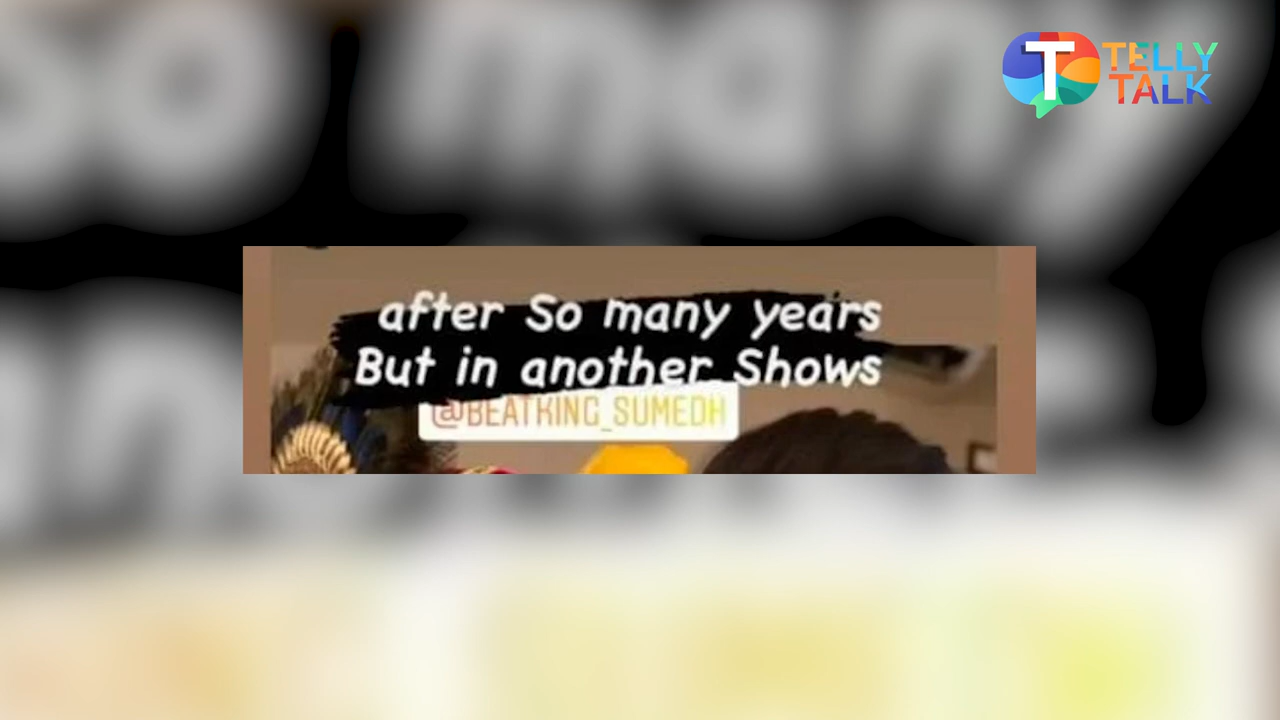 TELLY
TALK
after So many years
But in another Shows
@BEATKING_SUMEDH